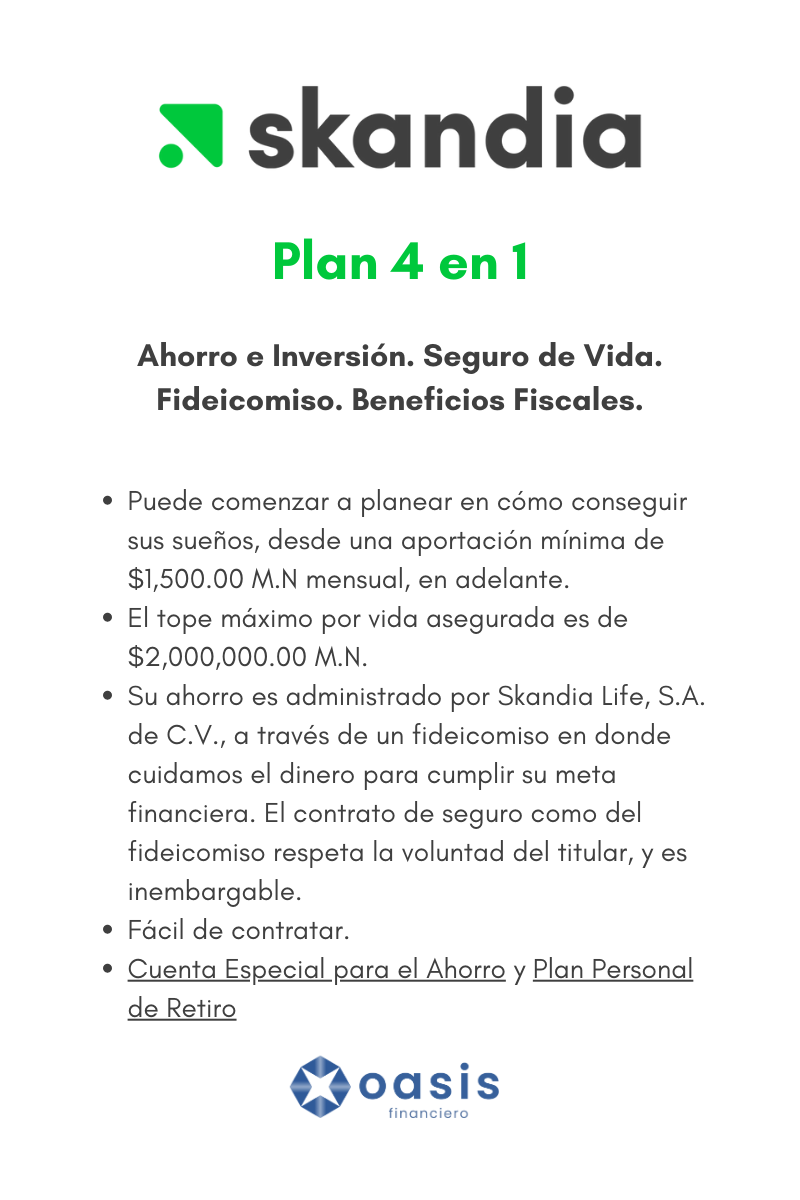 skandia
Plan 4 en 1
Ahorro e Inversión. Seguro de Vida.
Fideicomiso. Beneficios Fiscales.
• Puede comenzar a planear en cómo conseguir
sus sueños, desde una aportación mínima de
$1,500.00 M.N mensual, en adelante.
• El tope máximo por vida asegurada es de
$2,000,000.00 M.N.
• Su ahorro es administrado por Skandia Life, S.A.
de C.V., a través de un fideicomiso en donde
cuidamos el dinero para cumplir su meta
financiera. El contrato de seguro como del
fideicomiso respeta la voluntad del titular, y es
inembargable.
• Fácil de contratar.
• Cuenta Especial para el Ahorro y Plan Personal
de Retiro
oasis
financiero